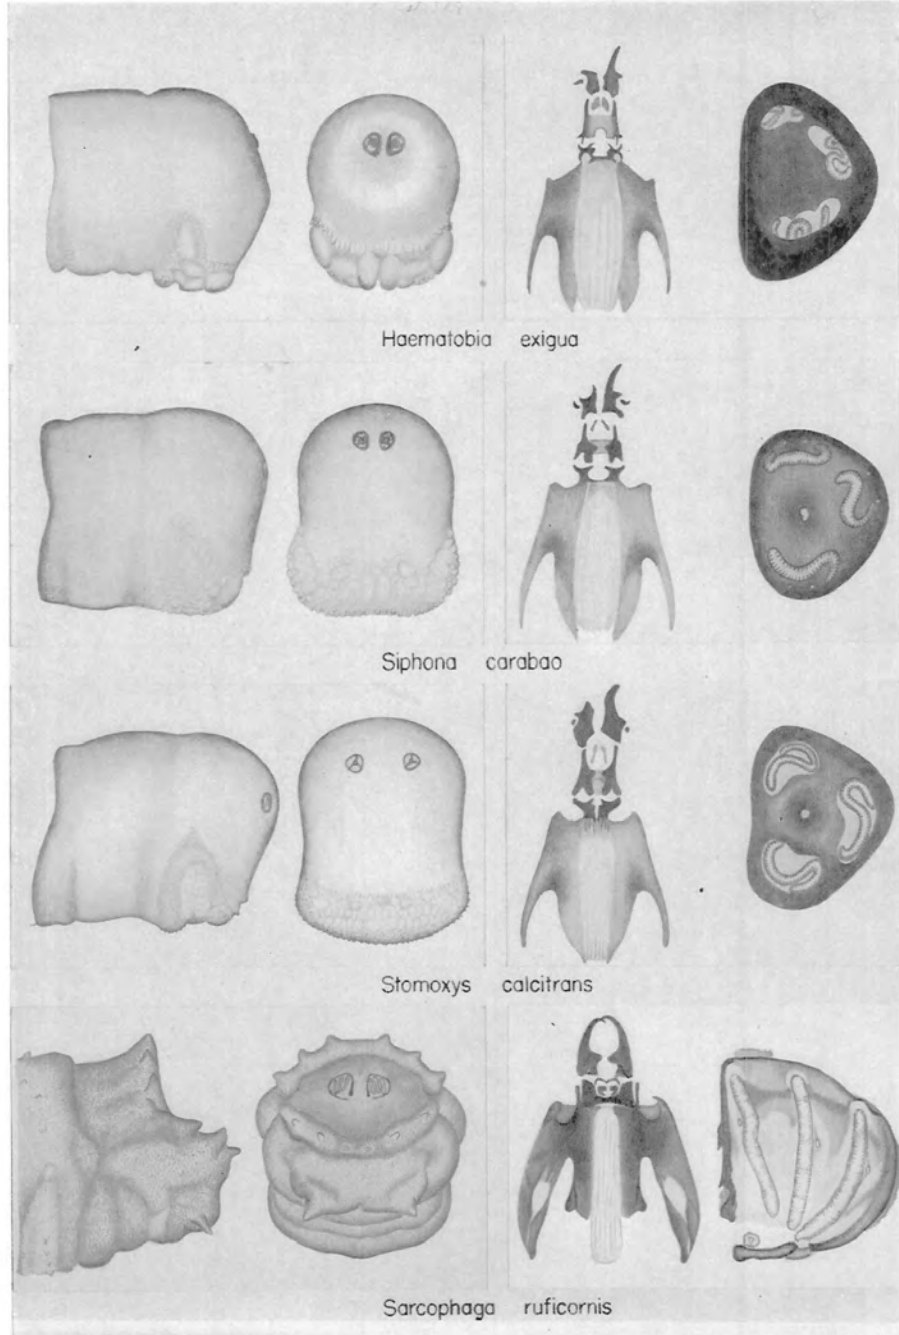 Haematobia exigua
Siphona carabao
Stomoxys calcitrans
Sarcophaga ruficornis